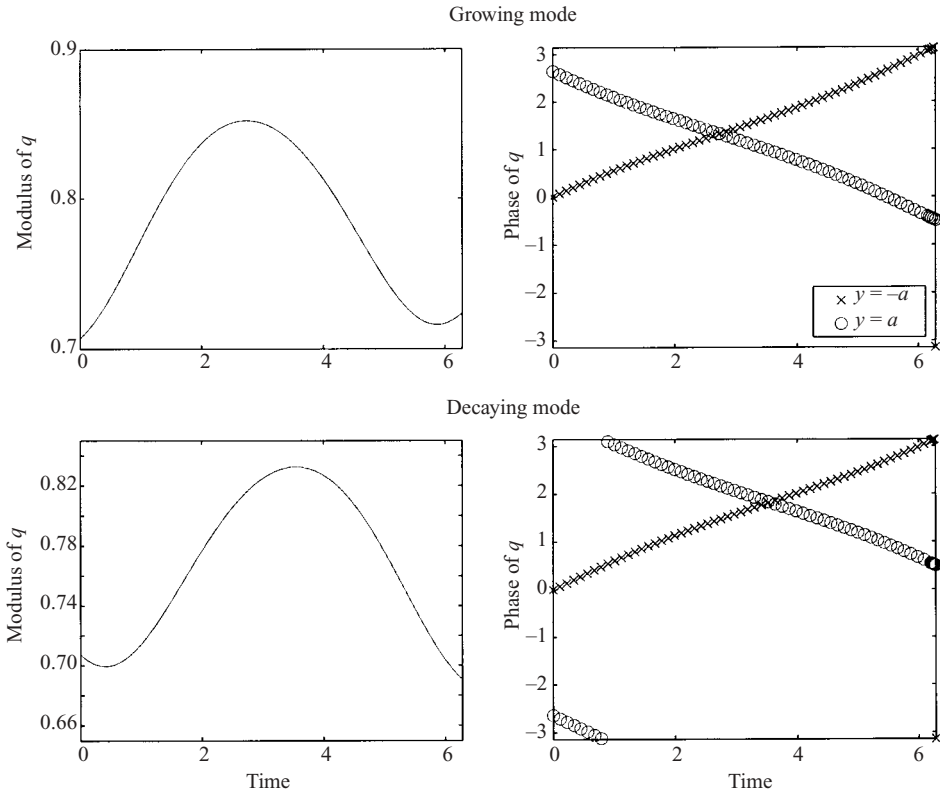 Growing mode
0.9
0.8
0.7
Modulus of q
0 2 4 6
3
2
1
0
–1
–2
–3
Phase of q
y = –a
y = a
0 2 4 6
Decaying mode
0.82
0.78
0.74
0.70
0.66
Modulus of q
0 2 4 6
Time
3
2
1
0
–1
–2
–3
Phase of q
0 2 4 6
Time